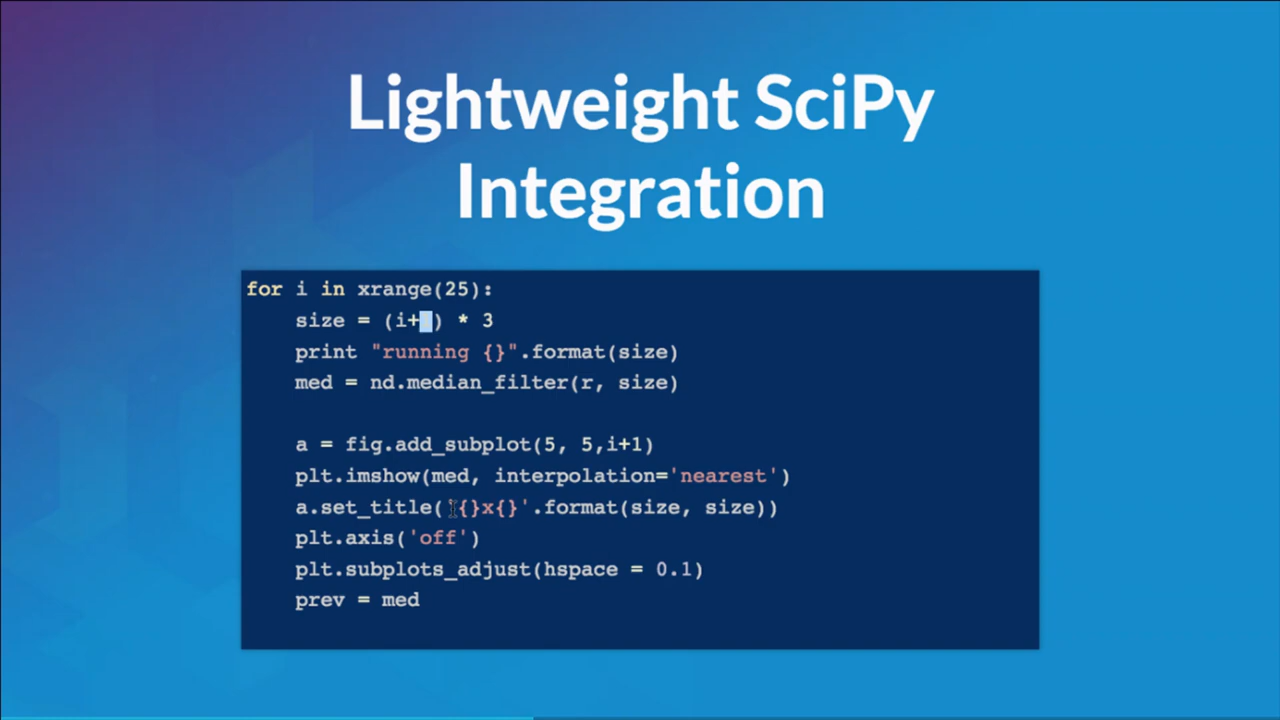 Lightweight SciPy
Integration
for i in xrange(25):
    size = (i+ ) * 3
    print "running {}".format(size)
    med = nd.median_filter(r, size)
    a = fig.add_subplot(5, 5,i+1)
    plt.imshow(med, interpolation='nearest')
    a.set_title('{}x{}'.format(size, size))
    plt.axis('off')
    plt.subplots_adjust(hspace = 0.1)
    prev = med